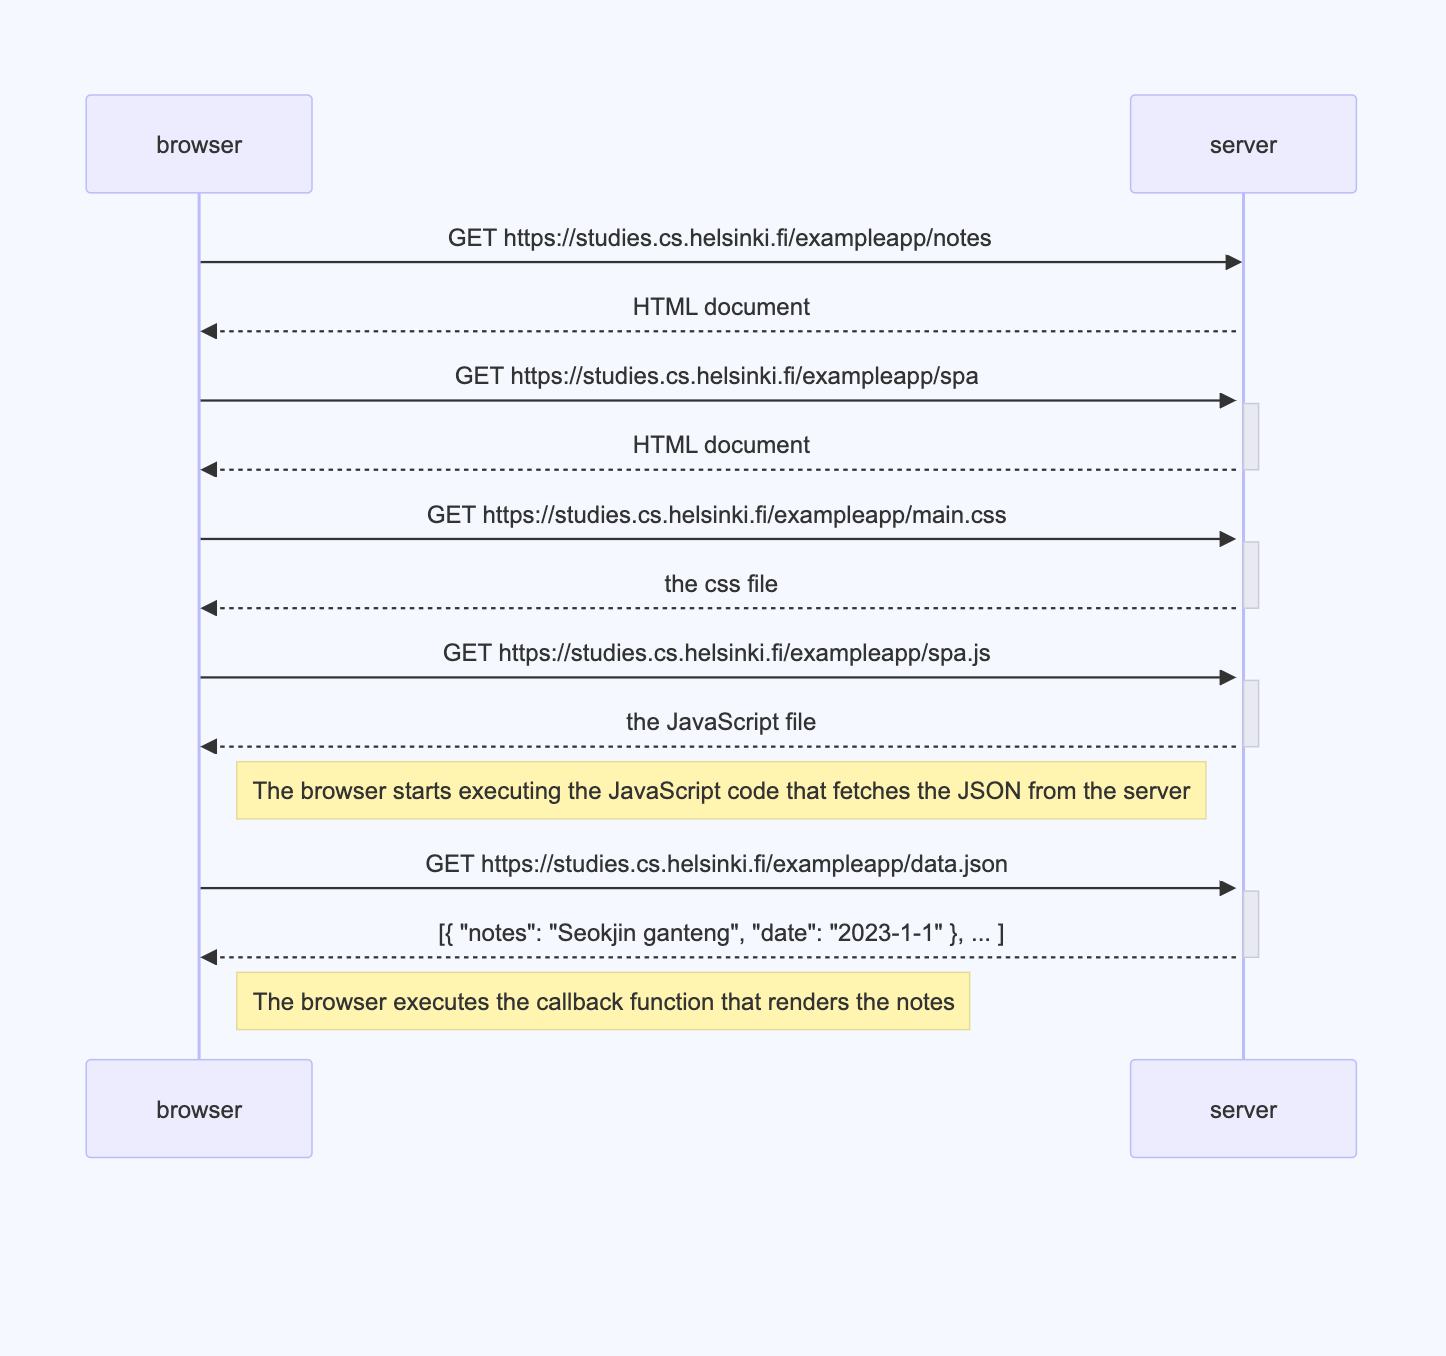 browser
server
GET https://studies.cs.helsinki.fi/exampleapp/notes
HTML document
GET https://studies.cs.helsinki.fi/exampleapp/spa
HTML document
GET https://studies.cs.helsinki.fi/exampleapp/main.css
the css file
GET https://studies.cs.helsinki.fi/exampleapp/spa.js
the JavaScript file
The browser starts executing the JavaScript code that fetches the JSON from the server
GET https://studies.cs.helsinki.fi/exampleapp/data.json
[{ "notes": "Seokjin ganteng", "date": "2023-1-1" }, ... ]
The browser executes the callback function that renders the notes
browser
server